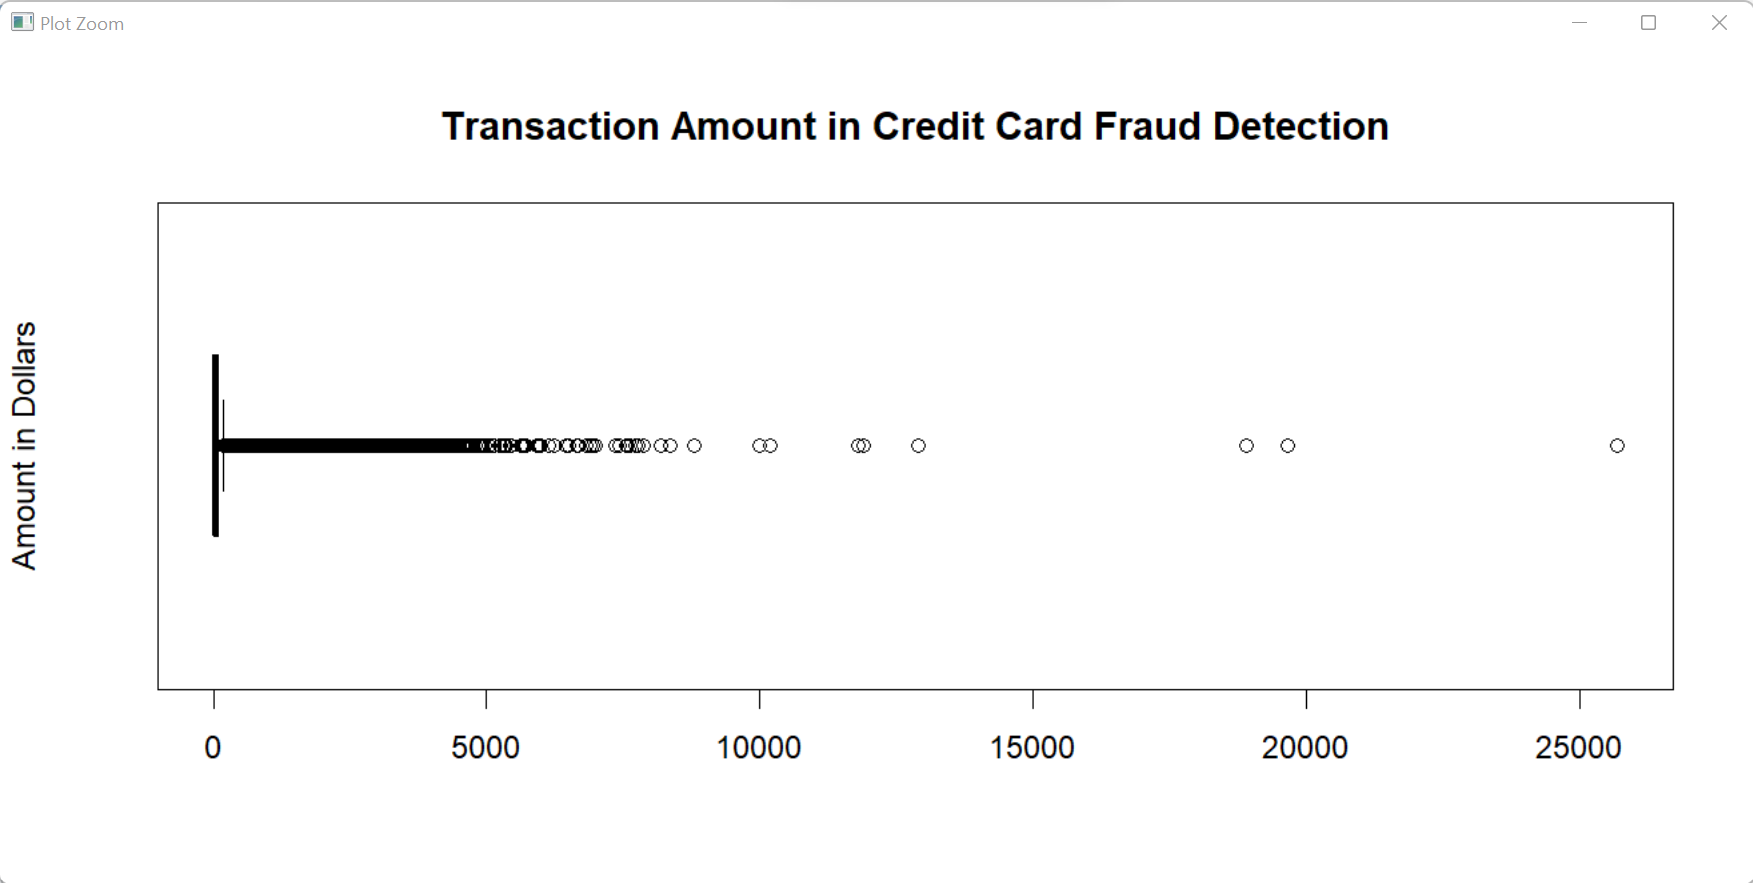 Plot Zoom
Transaction Amount in Credit Card Fraud Detection
Amount in Dollars
0 5000 10000 15000 20000 25000